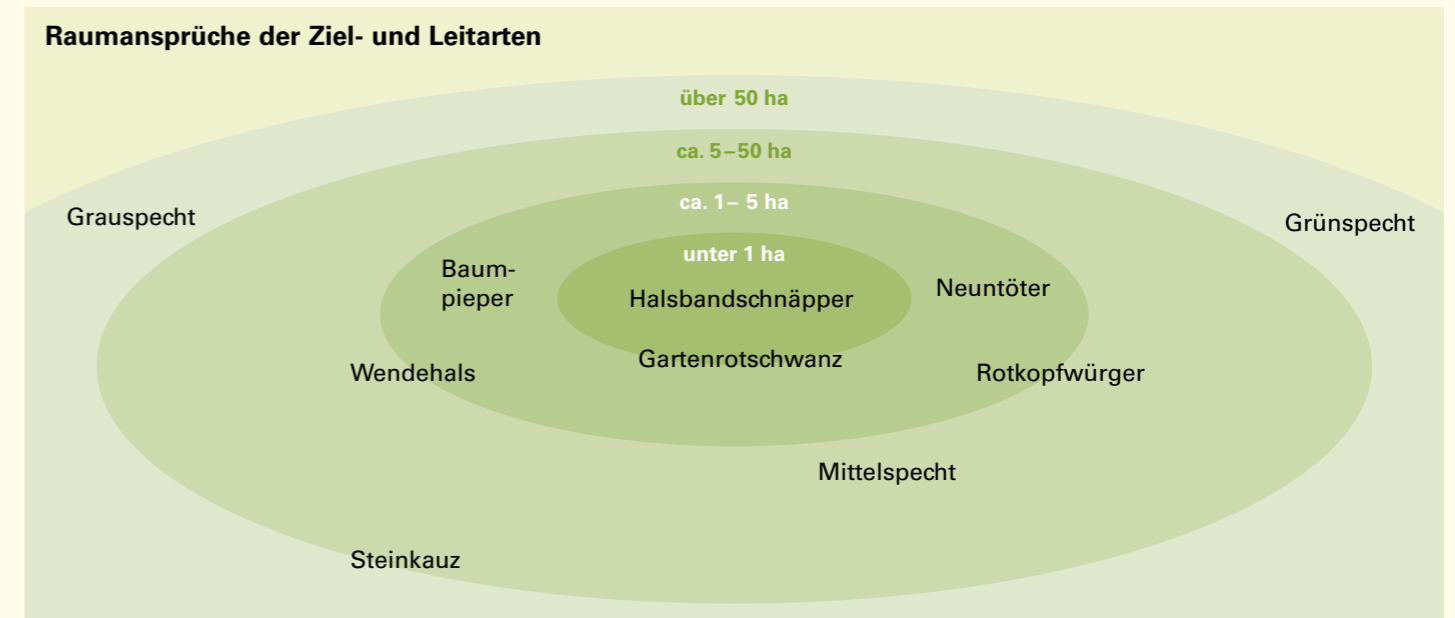 Raumansprüche der Ziel- und Leitarten
über 50 ha
ca. 5–50 ha
ca. 1– 5 ha
unter 1 ha
Grauspecht
Grünspecht
Baum-
pieper
Halsbandschnäpper
Neuntöter
Gartenrotschwanz
Wendehals
Rotkopfwürger
Mittelspecht
Steinkauz